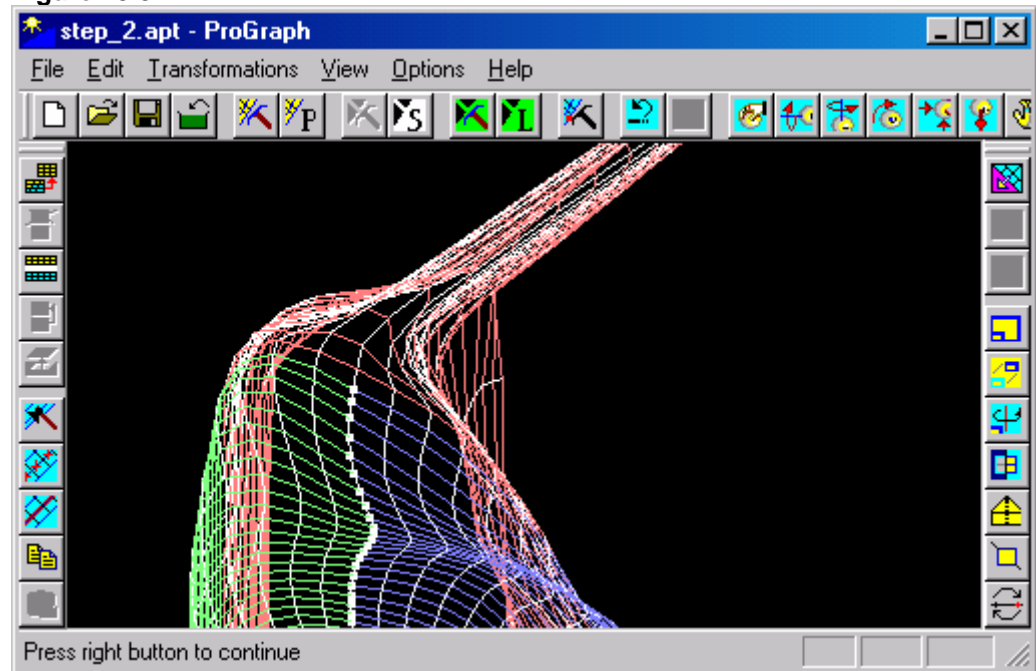 step_2.apt - ProGraph
File Edit Transformations View Options Help
P S L
Press right button to continue